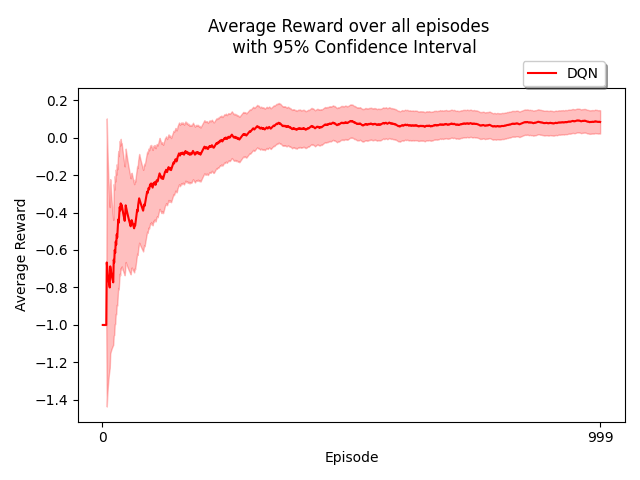 Average Reward over all episodes
with 95% Confidence Interval
DQN
0.2
0.0
−0.2
−0.4
−0.6
−0.8
−1.0
−1.2
−1.4
Average Reward
0
999
Episode